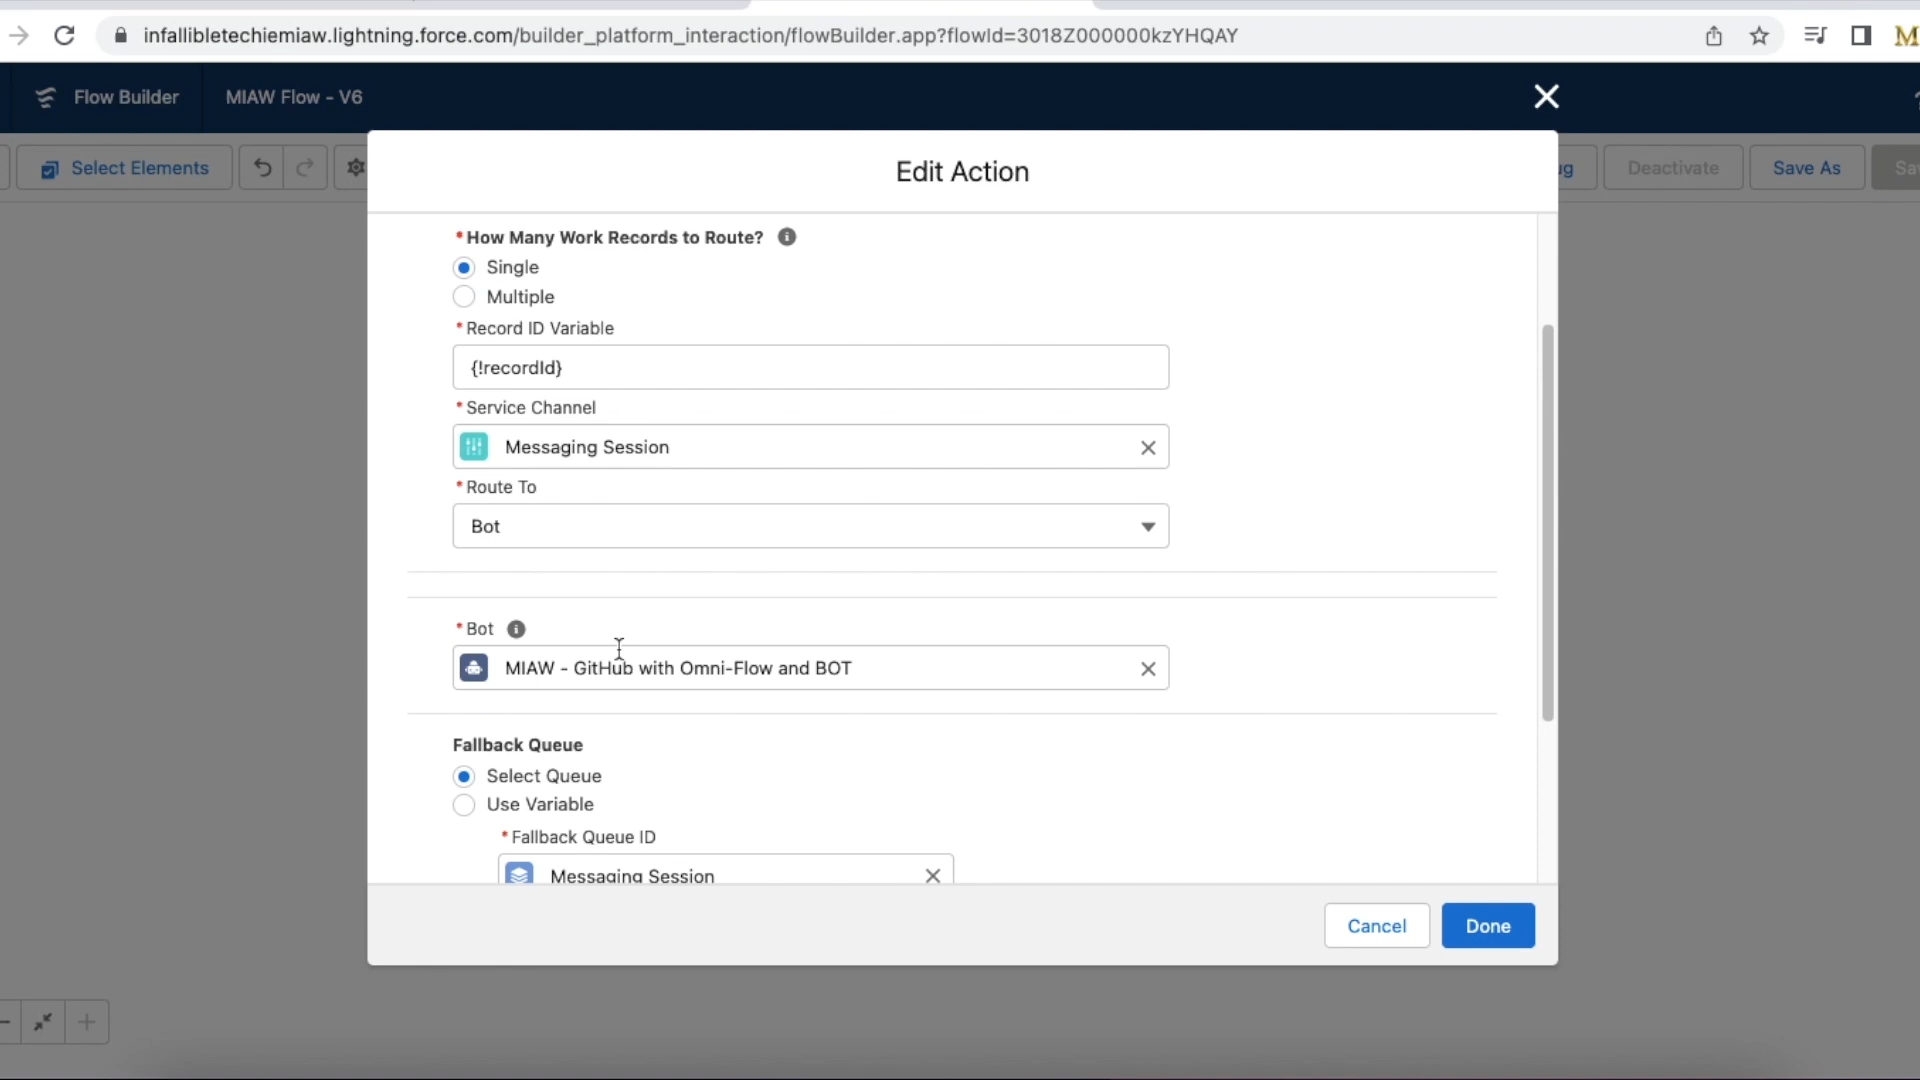 infallibletechiemiaw.lightning.force.com/builder_platform_interaction/flowBuilder.app?flowId=3018Z000000kzYHQAY
Flow Builder MIAW Flow - V6
Select Elements
Deactivate Save As
Edit Action
*How Many Work Records to Route?
Single
Multiple
*Record ID Variable
{!recordId}
*Service Channel
Messaging Session
*Route To
Bot
*Bot
MIAW - GitHub with Omni-Flow and BOT
Fallback Queue
Select Queue
Use Variable
*Fallback Queue ID
Messaging Session
Cancel Done